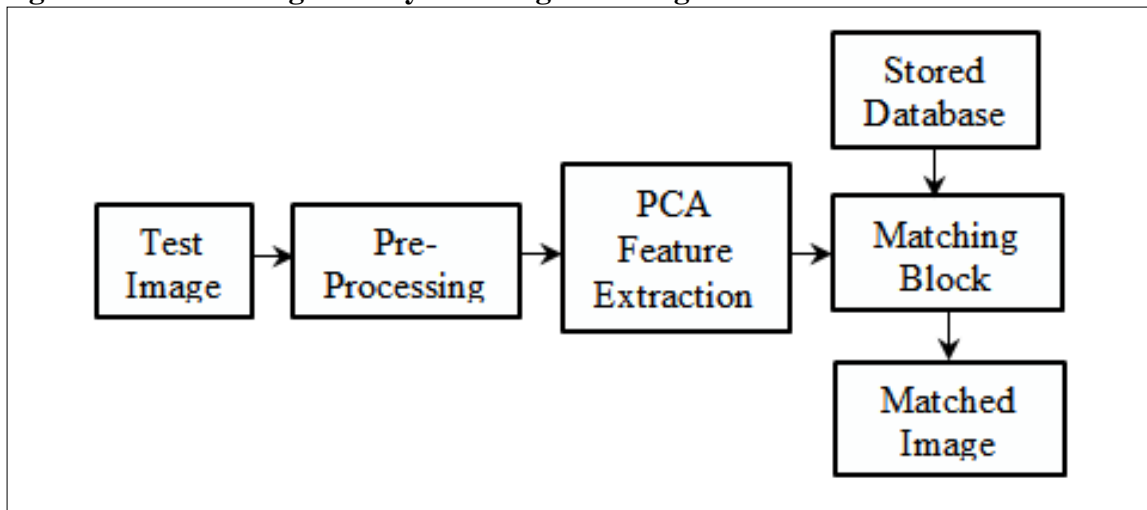 Stored
Database
Test
Image
Pre-
Processing
PCA
Feature
Extraction
Matching
Block
Matched
Image